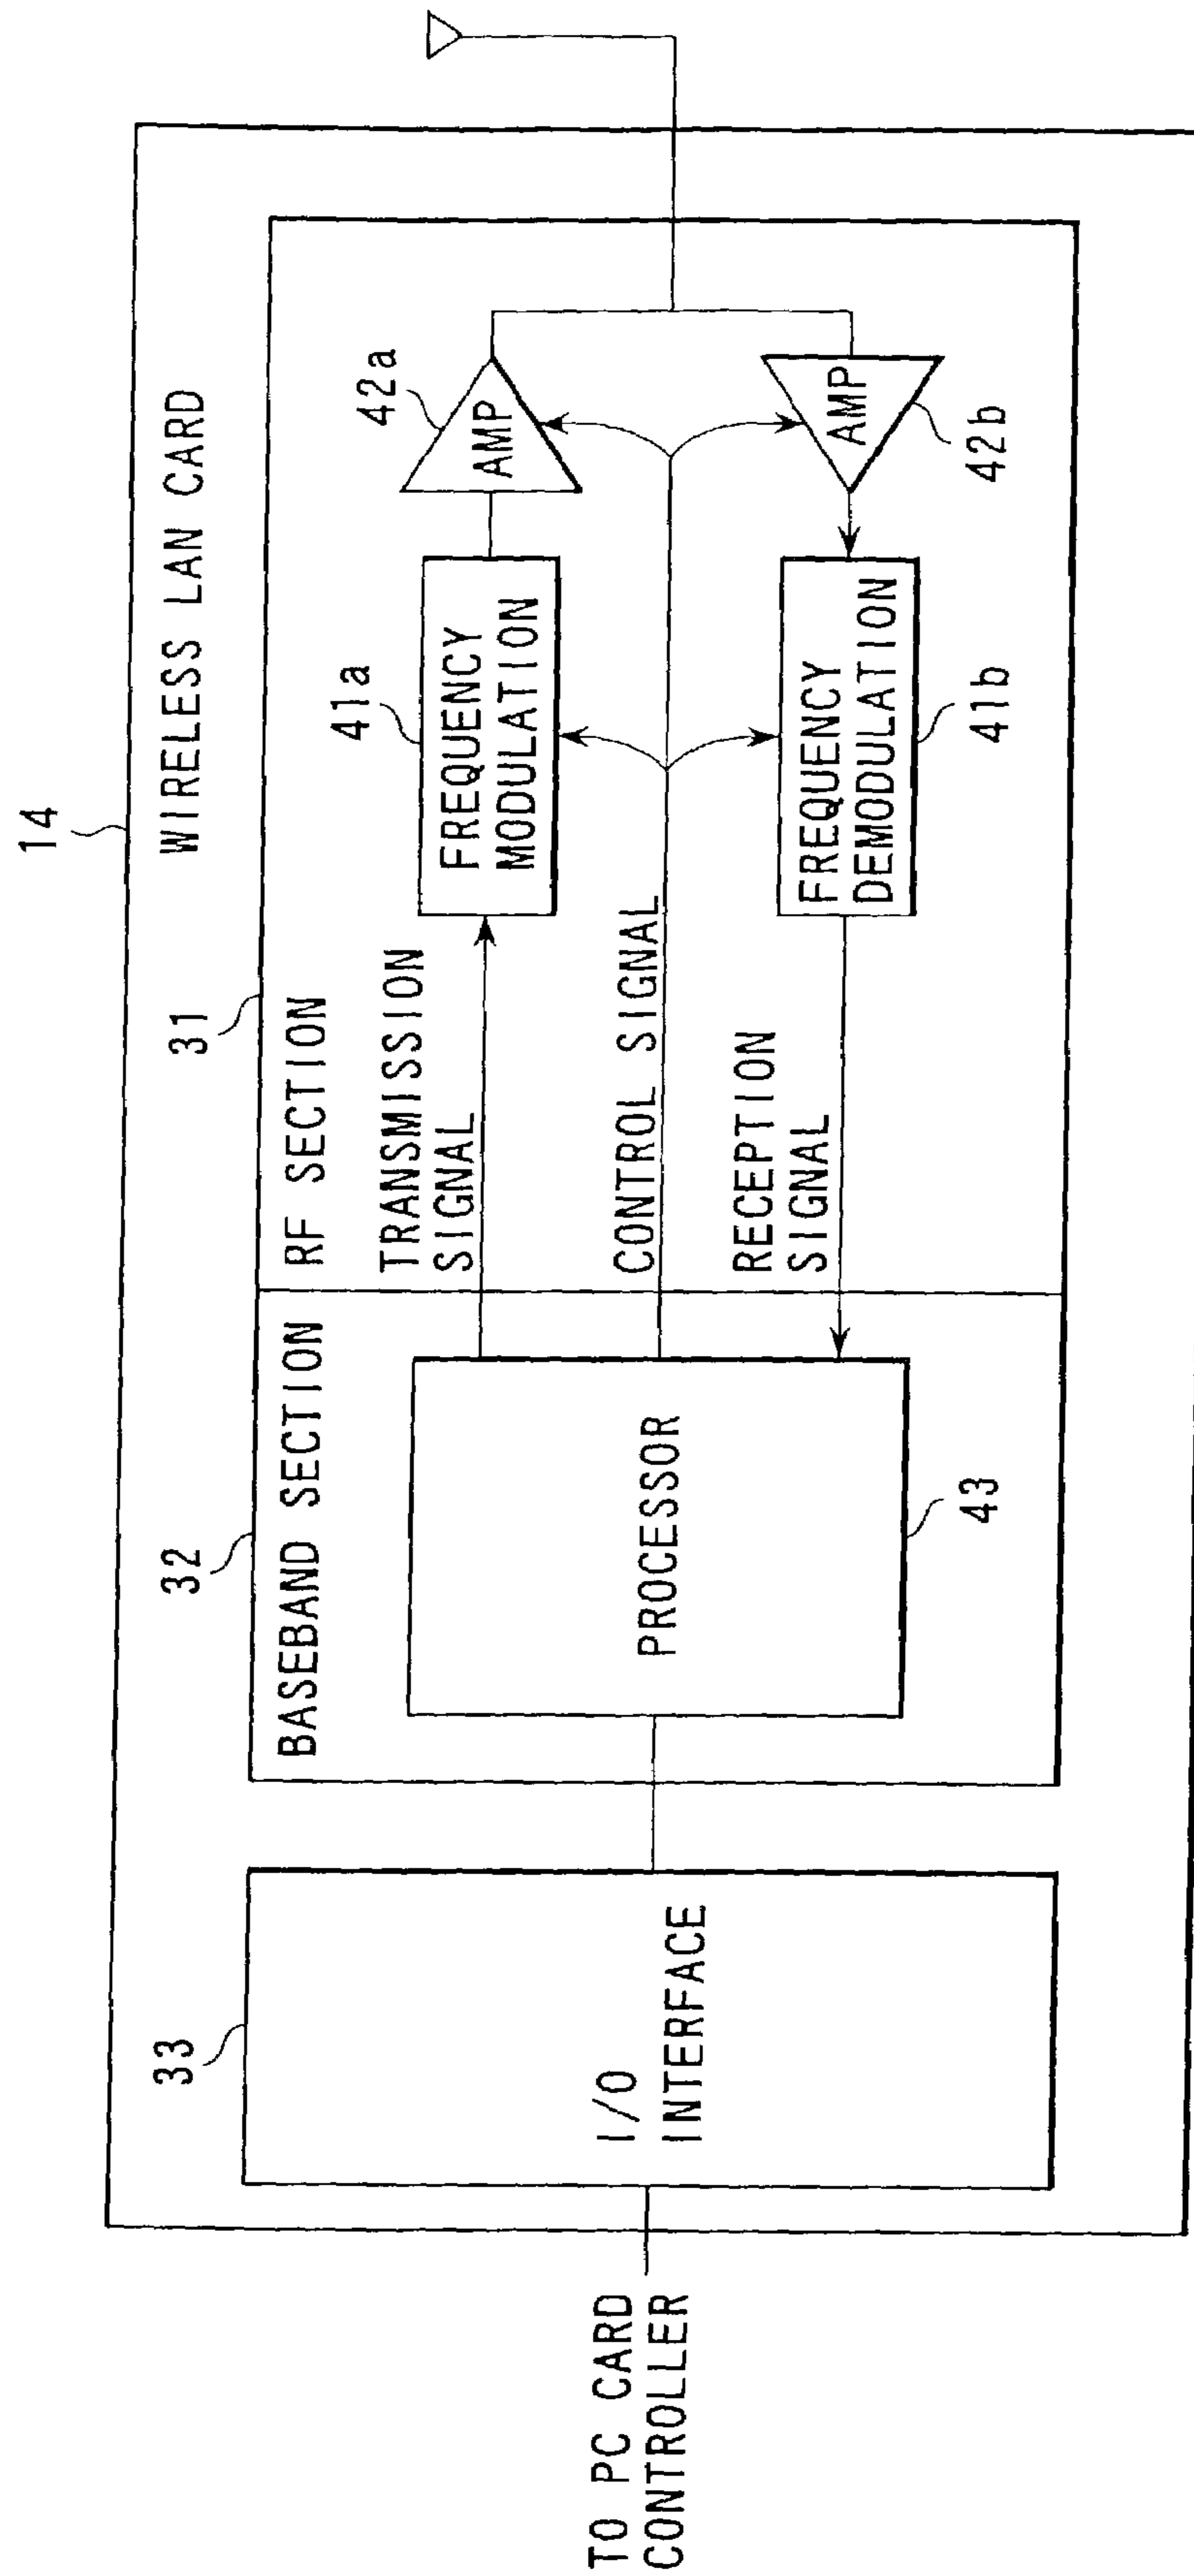 14
WIRELESS LAN CARD
33
32
31
BASEBAND SECTION
RF SECTION
41a
42a
TRANSMISSION
SIGNAL
FREQUENCY
MODULATION
AMP
TO PC CARD
CONTROLLER
I/O
INTERFACE
PROCESSOR
CONTROL SIGNAL
RECEPTION
SIGNAL
FREQUENCY
DEMODULATION
AMP
43
41b
42b